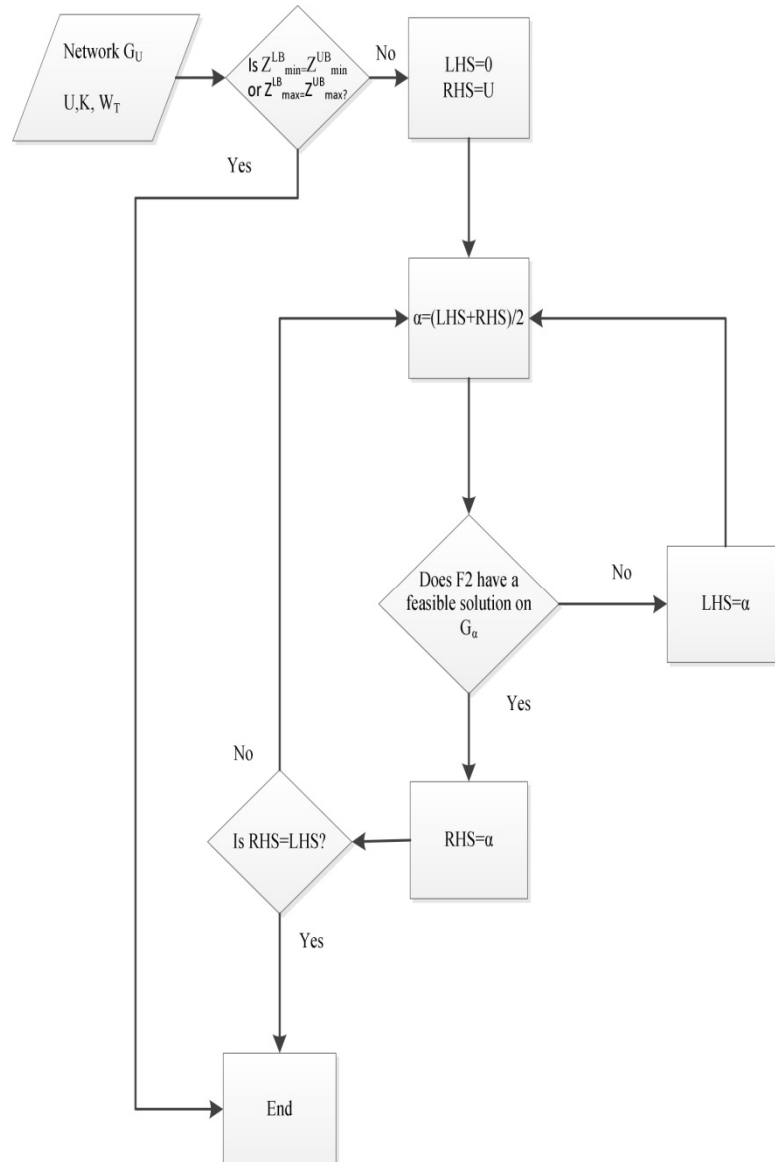 Network G_U
U,K, W_T
Is Z^LB_min=Z^UB_min
or Z^LB_max=Z^UB_max?
No
LHS=0
RHS=U
Yes
α=(LHS+RHS)/2
Does F2 have a
feasible solution on
G_α
No
LHS=α
Yes
No
Is RHS=LHS?
RHS=α
Yes
End